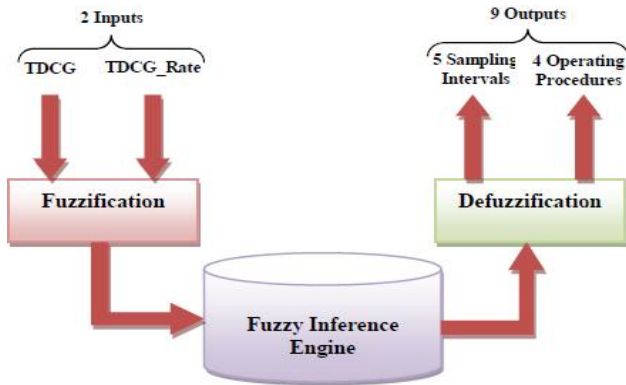 2 Inputs
TDCG
TDCG_Rate
Fuzzification
Fuzzy Inference
Engine
9 Outputs
5 Sampling
Intervals
4 Operating
Procedures
Defuzzification